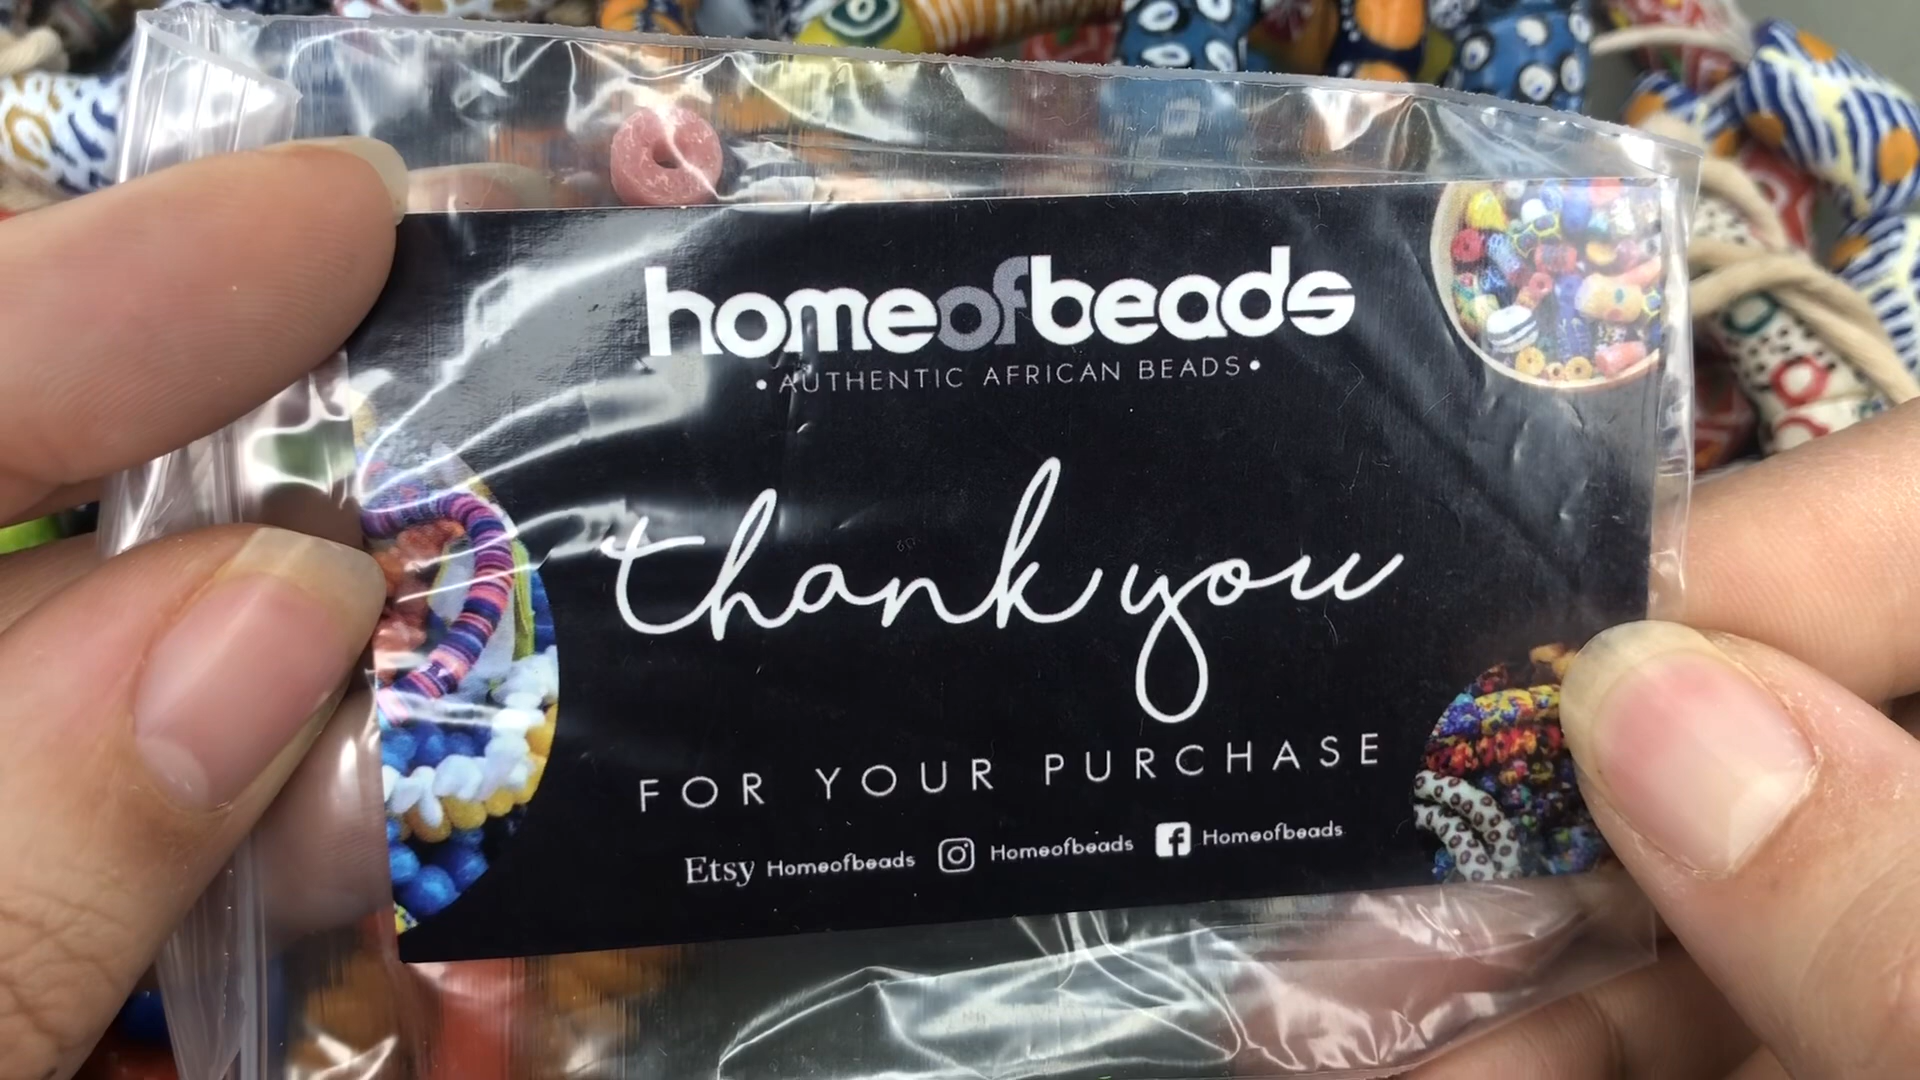 homeofbeads
• AUTHENTIC AFRICAN BEADS •
thank you
FOR YOUR PURCHASE
Etsy Homeofbeads Homeofbeads Homeofbeads